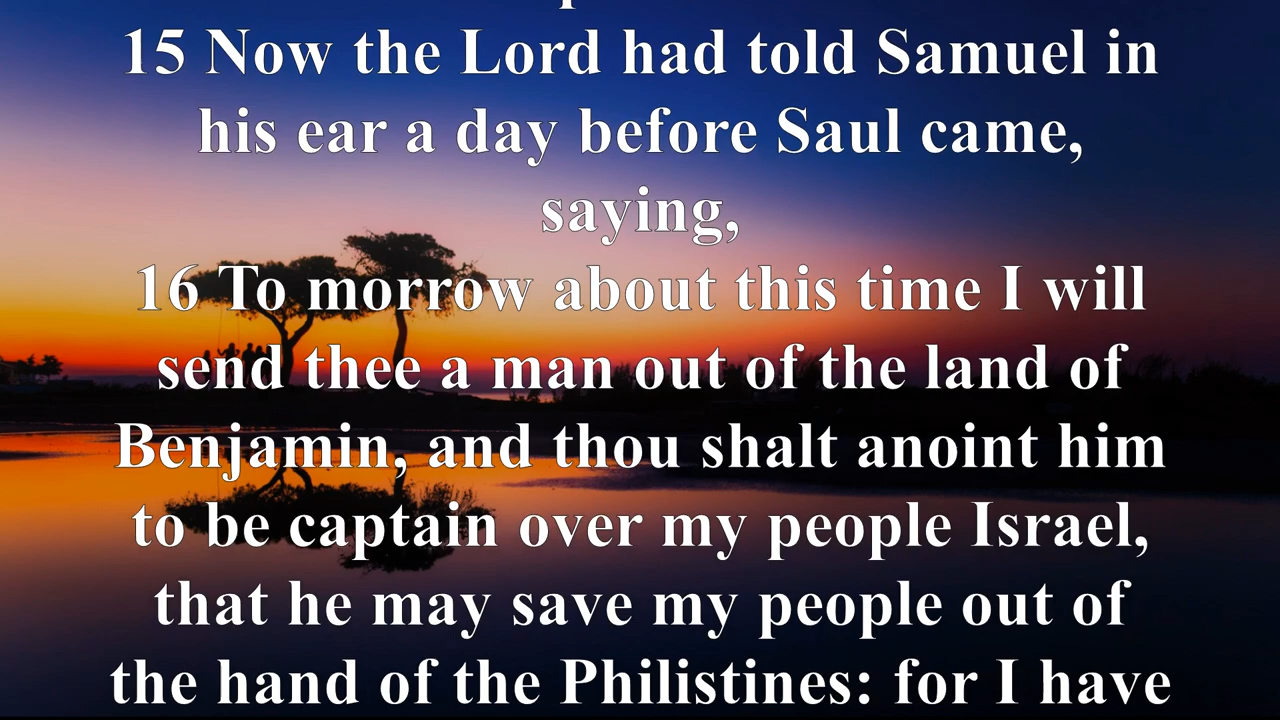 15 Now the Lord had told Samuel in
his ear a day before Saul came,
saying,
16 To morrow about this time I will
send thee a man out of the land of
Benjamin, and thou shalt anoint him
to be captain over my people Israel,
that he may save my people out of
the hand of the Philistines: for I have